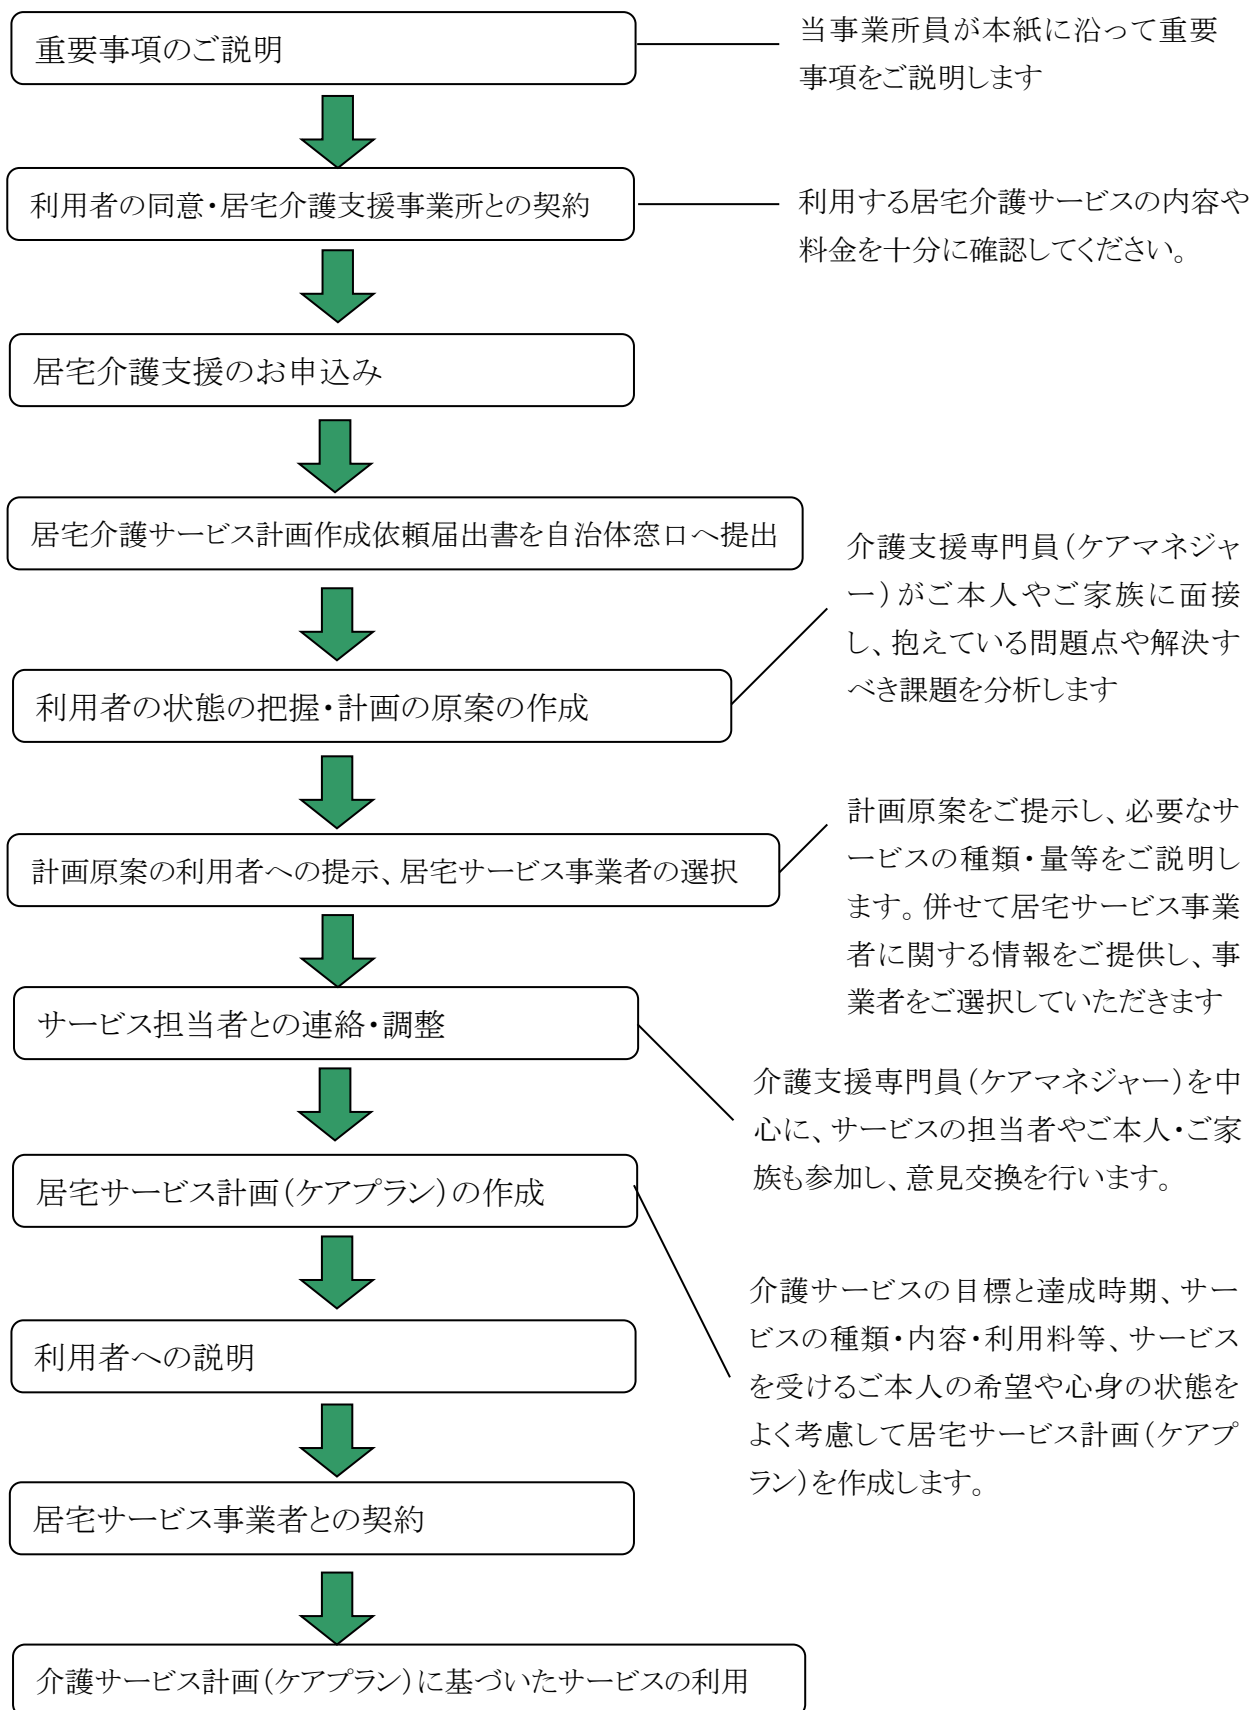 重要事項のご説明
当事業所員が本紙に沿って重要
事項をご説明します
利用者の同意・居宅介護支援事業所との契約
利用する居宅介護サービスの内容や
料金を十分に確認してください。
居宅介護支援のお申込み
居宅介護サービス計画作成依頼届出書を自治体窓口へ提出
介護支援専門員(ケアマネジャ
ー)がご本人やご家族に面接
し、抱えている問題点や解決す
べき課題を分析します
利用者の状態の把握・計画の原案の作成
計画原案をご提示し、必要なサ
ービスの種類・量等をご説明し
ます。併せて居宅サービス事業
者に関する情報をご提供し、事
業者をご選択していただきます
計画原案の利用者への提示、居宅サービス事業者の選択
サービス担当者との連絡・調整
介護支援専門員(ケアマネジャー)を中
心に、サービスの担当者やご本人・ご家
族も参加し、意見交換を行います。
居宅サービス計画(ケアプラン)の作成
介護サービスの目標と達成時期、サー
ビスの種類・内容・利用料等、サービス
を受けるご本人の希望や心身の状態を
よく考慮して居宅サービス計画(ケアプ
ラン)を作成します。
利用者への説明
居宅サービス事業者との契約
介護サービス計画(ケアプラン)に基づいたサービスの利用